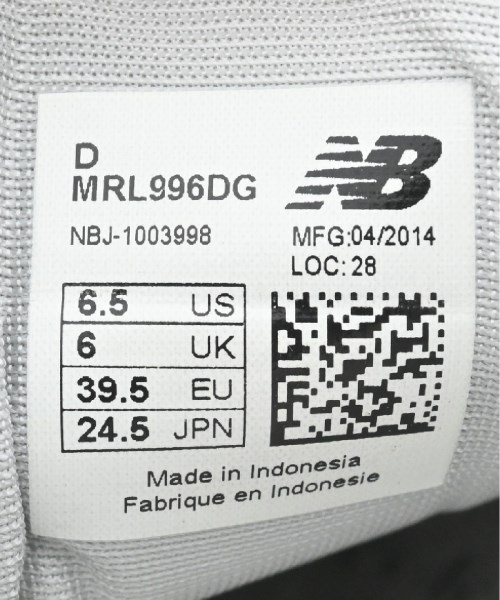 D
MRL996DG
NB
NBJ-1003998
MFG:04/2014
LOC: 28
6.5 US
6 UK
39.5 EU
24.5 JPN
Made in Indonesia
Fabrique en Indonesie